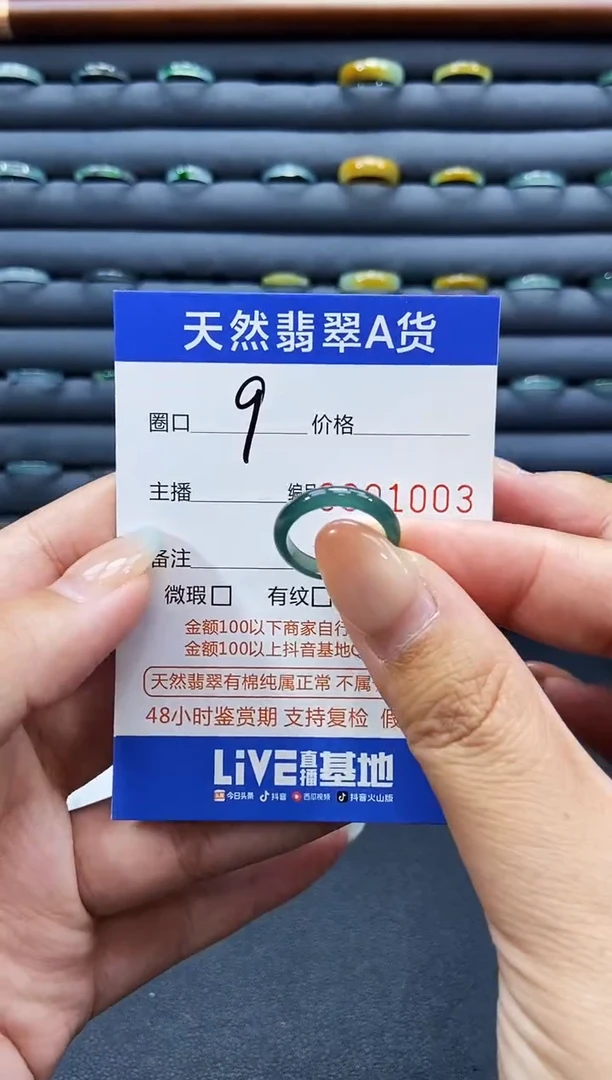 天然翡翠A货
圈口 9 价格
主播 编号 1003
备注
微瑕□ 有纹□
金额100以下商家自行
金额100以上抖音基地
天然翡翠有棉纯属正常 不属
48小时鉴赏期 支持复检 假
LiVE直播基地
头条 今日头条 抖音 西瓜视频 抖音火山版